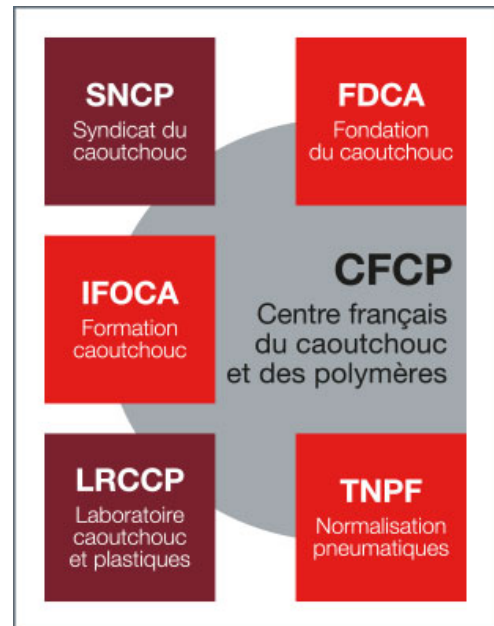 SNCP
Syndicat du
caoutchouc
FDCA
Fondation
du caoutchouc
IFOCA
Formation
caoutchouc
CFCP
Centre français
du caoutchouc
et des polymères
LRCCP
Laboratoire
caoutchouc
et plastiques
TNPF
Normalisation
pneumatiques